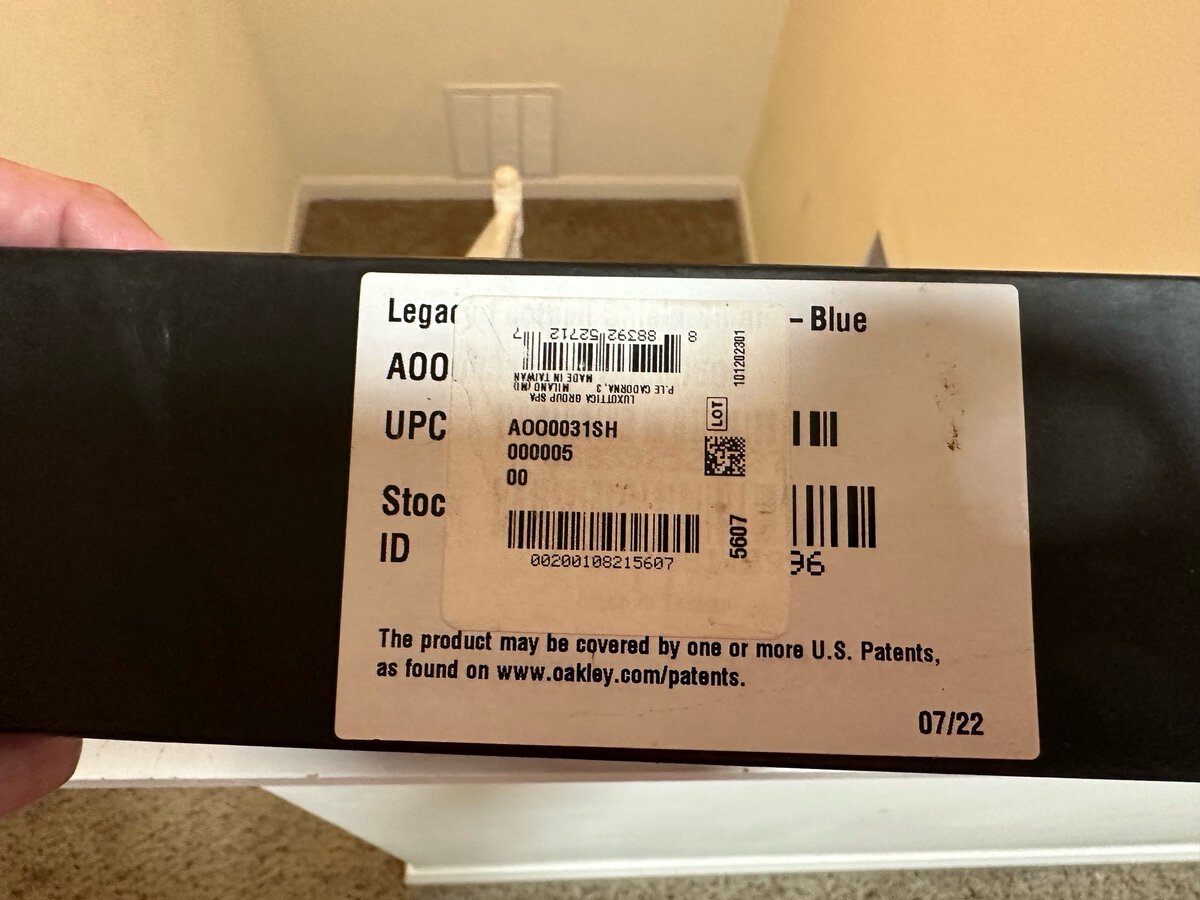 Legac
– Blue
AOO
UPC
Stoc
ID
96
8 88392 52712 7
LUXOTTICA GROUP SPA
P.LE CADORNA, 3 MILANO (MI)
MADE IN TAIWAN
AOO0031SH
000005
00
101202301
LOT
5607
00200108215607
The product may be covered by one or more U.S. Patents,
as found on www.oakley.com/patents.
07/22